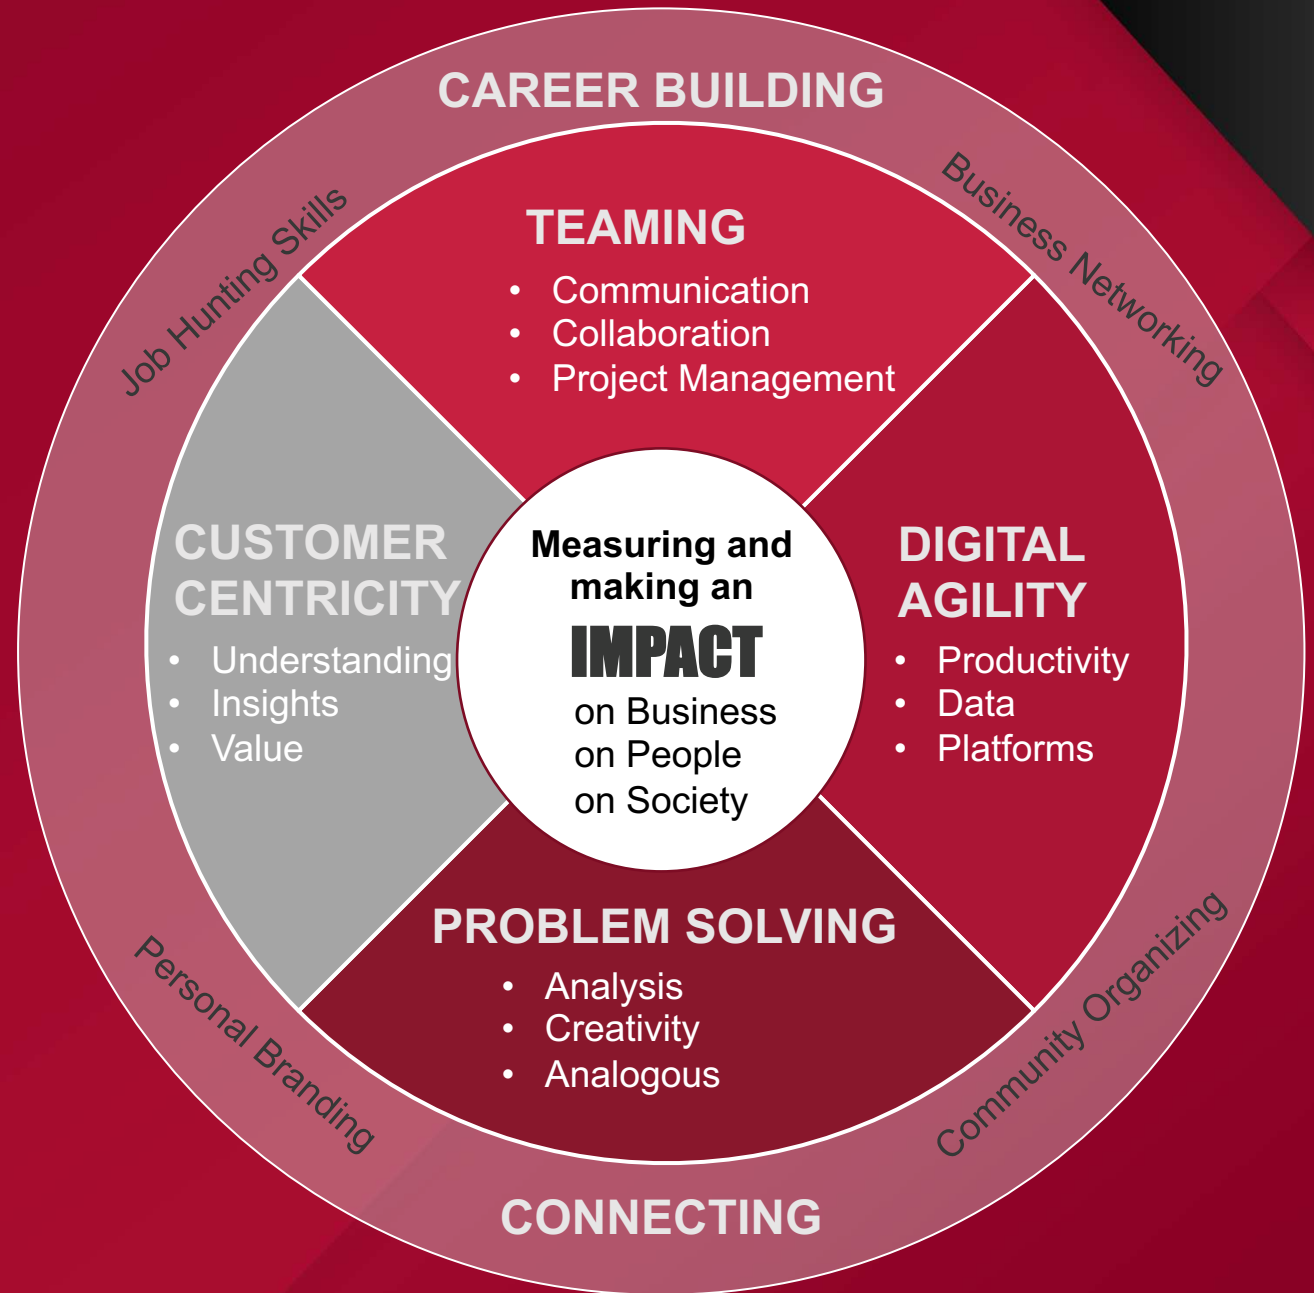 CAREER BUILDING
Job Hunting Skills
Business Networking
TEAMING
• Communication
• Collaboration
• Project Management
CUSTOMER
CENTRICITY
• Understanding
• Insights
• Value
Measuring and
making an
IMPACT
on Business
on People
on Society
DIGITAL
AGILITY
• Productivity
• Data
• Platforms
PROBLEM SOLVING
• Analysis
• Creativity
• Analogous
Personal Branding
Community Organizing
CONNECTING